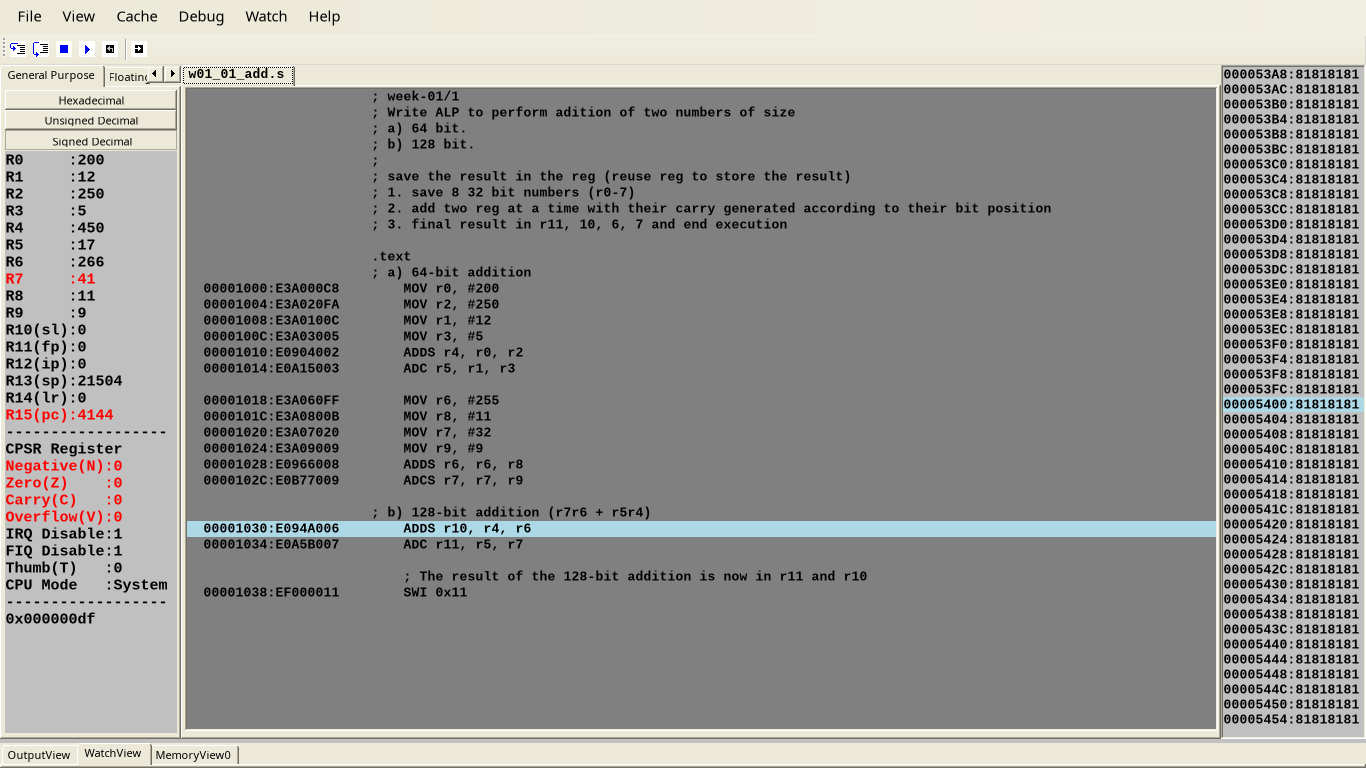 File View Cache Debug Watch Help
General Purpose Floating
w01_01_add.s
Hexadecimal
Unsigned Decimal
Signed Decimal
R0 :200
R1 :12
R2 :250
R3 :5
R4 :450
R5 :17
R6 :266
R7 :41
R8 :11
R9 :9
R10(sl):0
R11(fp):0
R12(ip):0
R13(sp):21504
R14(lr):0
R15(pc):4144
------------------
CPSR Register
Negative(N):0
Zero(Z) :0
Carry(C) :0
Overflow(V):0
IRQ Disable:1
FIQ Disable:1
Thumb(T) :0
CPU Mode :System
------------------
0x000000df
; week-01/1
; Write ALP to perform adition of two numbers of size
; a) 64 bit.
; b) 128 bit.
;
; save the result in the reg (reuse reg to store the result)
; 1. save 8 32 bit numbers (r0-7)
; 2. add two reg at a time with their carry generated according to their bit position
; 3. final result in r11, 10, 6, 7 and end execution
.text
; a) 64-bit addition
00001000:E3A000C8 MOV r0, #200
00001004:E3A020FA MOV r2, #250
00001008:E3A0100C MOV r1, #12
0000100C:E3A03005 MOV r3, #5
00001010:E0904002 ADDS r4, r0, r2
00001014:E0A15003 ADC r5, r1, r3
00001018:E3A060FF MOV r6, #255
0000101C:E3A0800B MOV r8, #11
00001020:E3A07020 MOV r7, #32
00001024:E3A09009 MOV r9, #9
00001028:E0966008 ADDS r6, r6, r8
0000102C:E0B77009 ADCS r7, r7, r9
; b) 128-bit addition (r7r6 + r5r4)
00001030:E094A006 ADDS r10, r4, r6
00001034:E0A5B007 ADC r11, r5, r7
; The result of the 128-bit addition is now in r11 and r10
00001038:EF000011 SWI 0x11
000053A8:81818181
000053AC:81818181
000053B0:81818181
000053B4:81818181
000053B8:81818181
000053BC:81818181
000053C0:81818181
000053C4:81818181
000053C8:81818181
000053CC:81818181
000053D0:81818181
000053D4:81818181
000053D8:81818181
000053DC:81818181
000053E0:81818181
000053E4:81818181
000053E8:81818181
000053EC:81818181
000053F0:81818181
000053F4:81818181
000053F8:81818181
000053FC:81818181
00005400:81818181
00005404:81818181
00005408:81818181
0000540C:81818181
00005410:81818181
00005414:81818181
00005418:81818181
0000541C:81818181
00005420:81818181
00005424:81818181
00005428:81818181
0000542C:81818181
00005430:81818181
00005434:81818181
00005438:81818181
0000543C:81818181
00005440:81818181
00005444:81818181
00005448:81818181
0000544C:81818181
00005450:81818181
00005454:81818181
OutputView WatchView MemoryView0